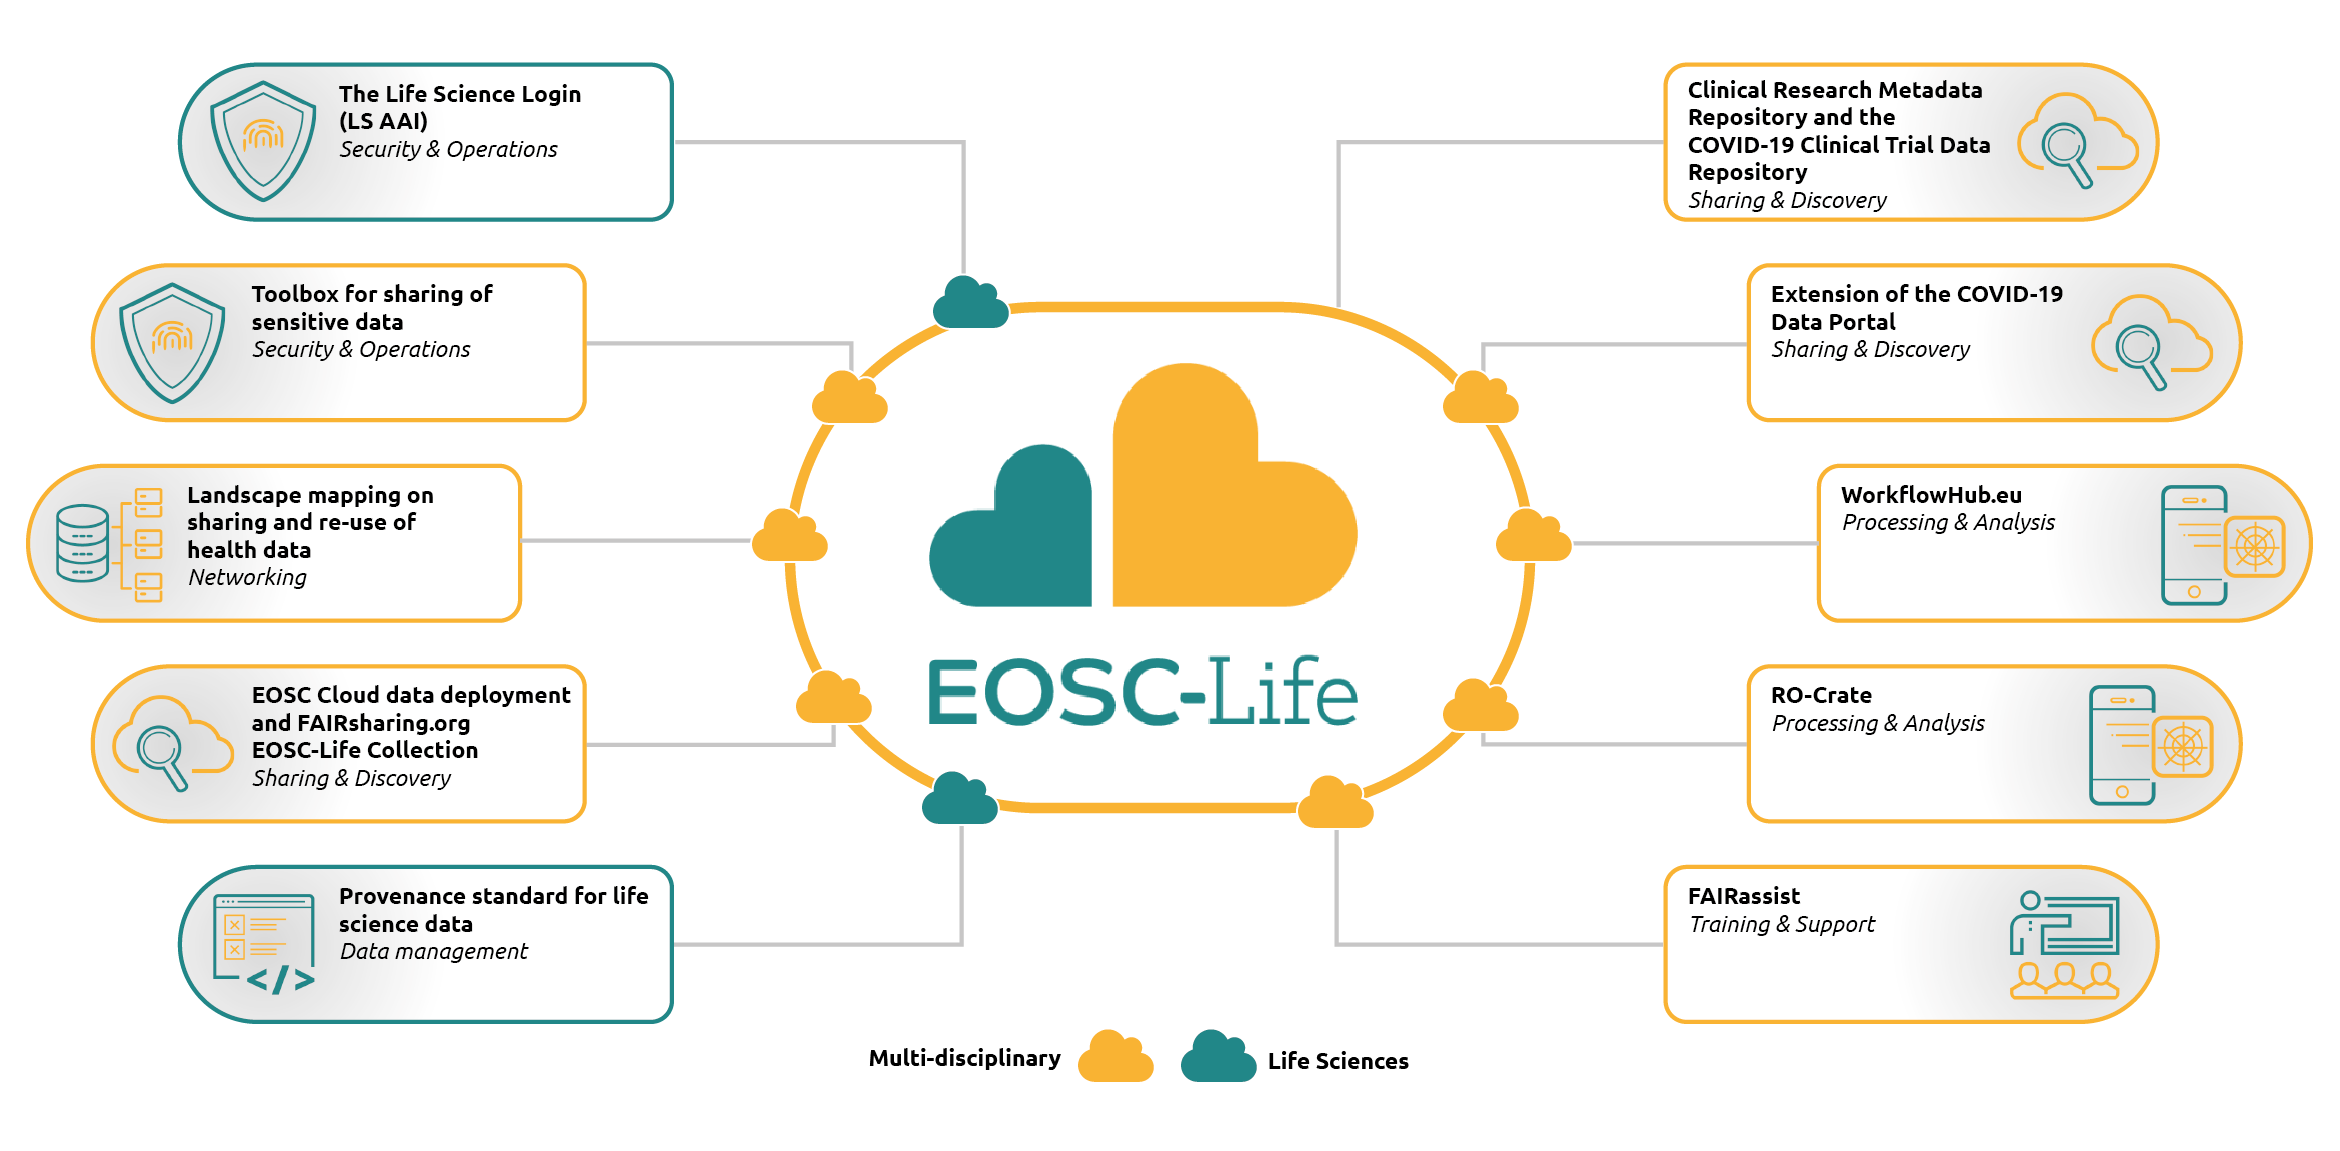 The Life Science Login
(LS AAI)
Security & Operations
Toolbox for sharing of
sensitive data
Security & Operations
Landscape mapping on
sharing and re-use of
health data
Networking
EOSC Cloud data deployment
and FAIRsharing.org
EOSC-Life Collection
Sharing & Discovery
Provenance standard for life
science data
Data management
</>
EOSC-Life
Clinical Research Metadata
Repository and the
COVID-19 Clinical Trial Data
Repository
Sharing & Discovery
Extension of the COVID-19
Data Portal
Sharing & Discovery
WorkflowHub.eu
Processing & Analysis
RO-Crate
Processing & Analysis
FAIRassist
Training & Support
Multi-disciplinary
Life Sciences